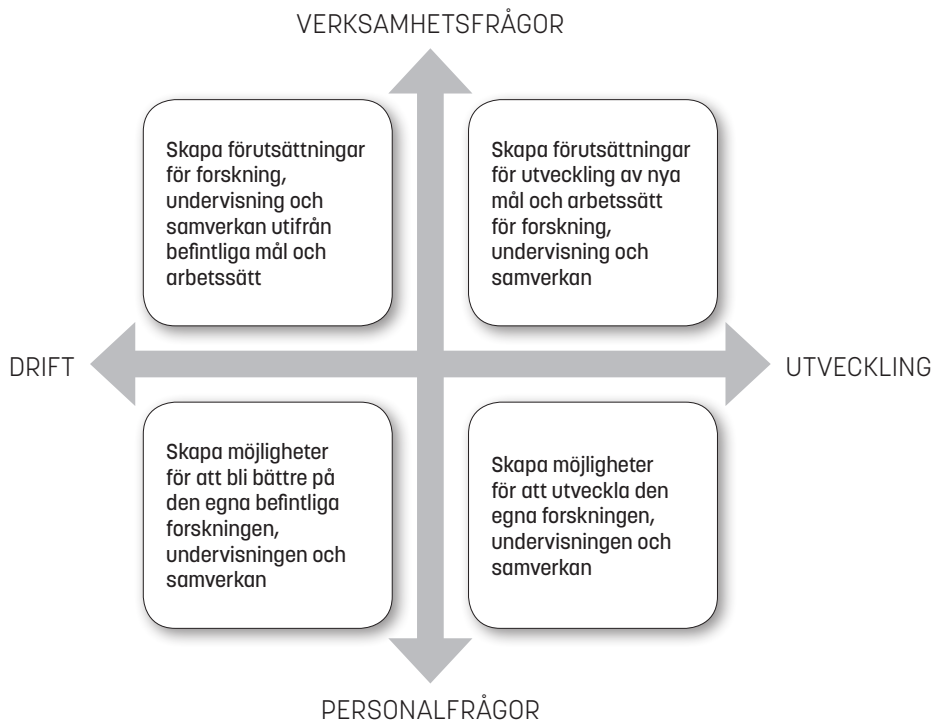 VERKSAMHETSFRÅGOR
Skapa förutsättningar
för forskning,
undervisning och
samverkan utifrån
befintliga mål och
arbetssätt
Skapa förutsättningar
för utveckling av nya
mål och arbetssätt
för forskning,
undervisning och
samverkan
DRIFT
UTVECKLING
Skapa möjligheter
för att bli bättre på
den egna befintliga
forskningen,
undervisningen och
samverkan
Skapa möjligheter
för att utveckla den
egna forskningen,
undervisningen och
samverkan
PERSONALFRÅGOR